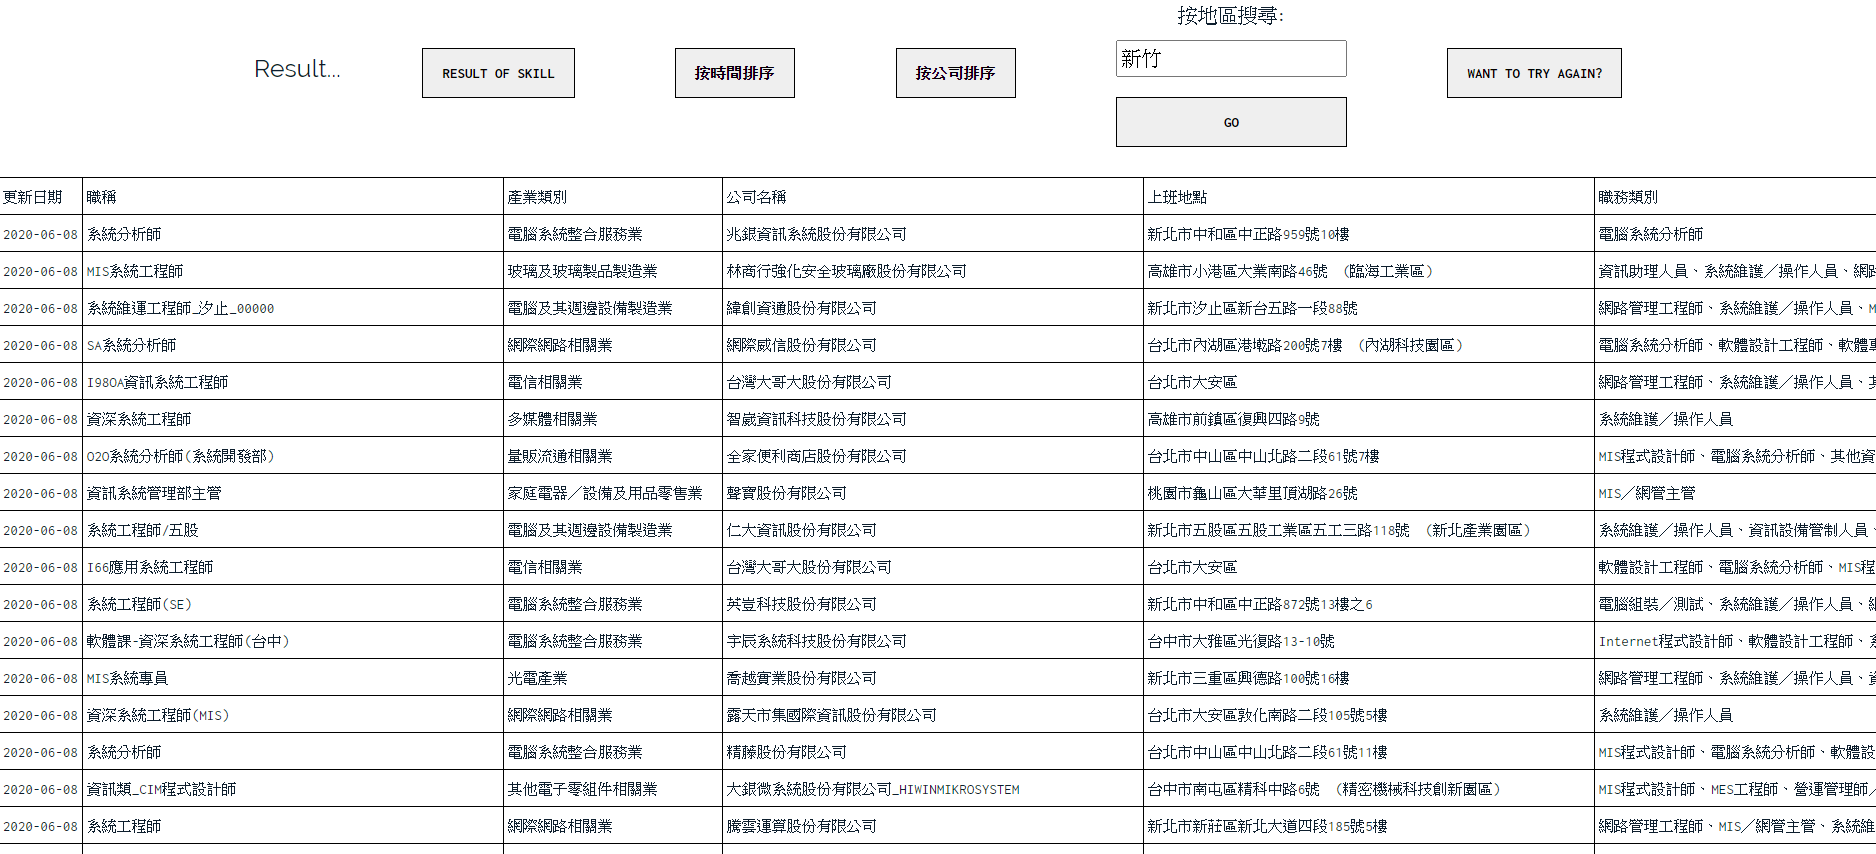 按地區搜尋:
Result...
RESULT OF SKILL
按時間排序
按公司排序
新竹
GO
WANT TO TRY AGAIN?
更新日期 職稱 產業類別 公司名稱 上班地點 職務類別
2020-06-08 系統分析師 電腦系統整合服務業 兆銀資訊系統股份有限公司 新北市中和區中正路959號10樓 電腦系統分析師
2020-06-08 MIS系統工程師 玻璃及玻璃製品製造業 林商行強化安全玻璃廠股份有限公司 高雄市小港區大業南路46號 （臨海工業區） 資訊助理人員、系統維護／操作人員、網路
2020-06-08 系統維運工程師_汐止_00000 電腦及其週邊設備製造業 緯創資通股份有限公司 新北市汐止區新台五路一段88號 網路管理工程師、系統維護／操作人員、M
2020-06-08 SA系統分析師 網際網路相關業 網際威信股份有限公司 台北市內湖區港墘路200號7樓 （內湖科技園區） 電腦系統分析師、軟體設計工程師、軟體專
2020-06-08 I980A資訊系統工程師 電信相關業 台灣大哥大股份有限公司 台北市大安區 網路管理工程師、系統維護／操作人員、其
2020-06-08 資深系統工程師 多媒體相關業 智崴資訊科技股份有限公司 高雄市前鎮區復興四路9號 系統維護／操作人員
2020-06-08 O2O系統分析師(系統開發部) 量販流通相關業 全家便利商店股份有限公司 台北市中山區中山北路二段61號7樓 MIS程式設計師、電腦系統分析師、其他資
2020-06-08 資訊系統管理部主管 家庭電器／設備及用品零售業 聲寶股份有限公司 桃園市龜山區大華里頂湖路26號 MIS／網管主管
2020-06-08 系統工程師/五股 電腦及其週邊設備製造業 仁大資訊股份有限公司 新北市五股區五股工業區五工三路118號 （新北產業園區） 系統維護／操作人員、資訊設備管制人員、
2020-06-08 I66應用系統工程師 電信相關業 台灣大哥大股份有限公司 台北市大安區 軟體設計工程師、電腦系統分析師、MIS程
2020-06-08 系統工程師(SE) 電腦系統整合服務業 英豈科技股份有限公司 新北市中和區中正路872號13樓之6 電腦組裝／測試、系統維護／操作人員、網
2020-06-08 軟體課-資深系統工程師(台中) 電腦系統整合服務業 宇辰系統科技股份有限公司 台中市大雅區光復路13-10號 Internet程式設計師、軟體設計工程師、系
2020-06-08 MIS系統專員 光電產業 喬越實業股份有限公司 新北市三重區興德路100號16樓 網路管理工程師、系統維護／操作人員、資
2020-06-08 資深系統工程師(MIS) 網際網路相關業 露天市集國際資訊股份有限公司 台北市大安區敦化南路二段105號5樓 系統維護／操作人員
2020-06-08 系統分析師 電腦系統整合服務業 精藤股份有限公司 台北市中山區中山北路二段61號11樓 MIS程式設計師、電腦系統分析師、軟體設
2020-06-08 資訊類_CIM程式設計師 其他電子零組件相關業 大銀微系統股份有限公司_HIWINMIKROSYSTEM 台中市南屯區精科中路6號 （精密機械科技創新園區） MIS程式設計師、MES工程師、營運管理師／
2020-06-08 系統工程師 網際網路相關業 騰雲運算股份有限公司 新北市新莊區新北大道四段185號5樓 網路管理工程師、MIS／網管主管、系統維